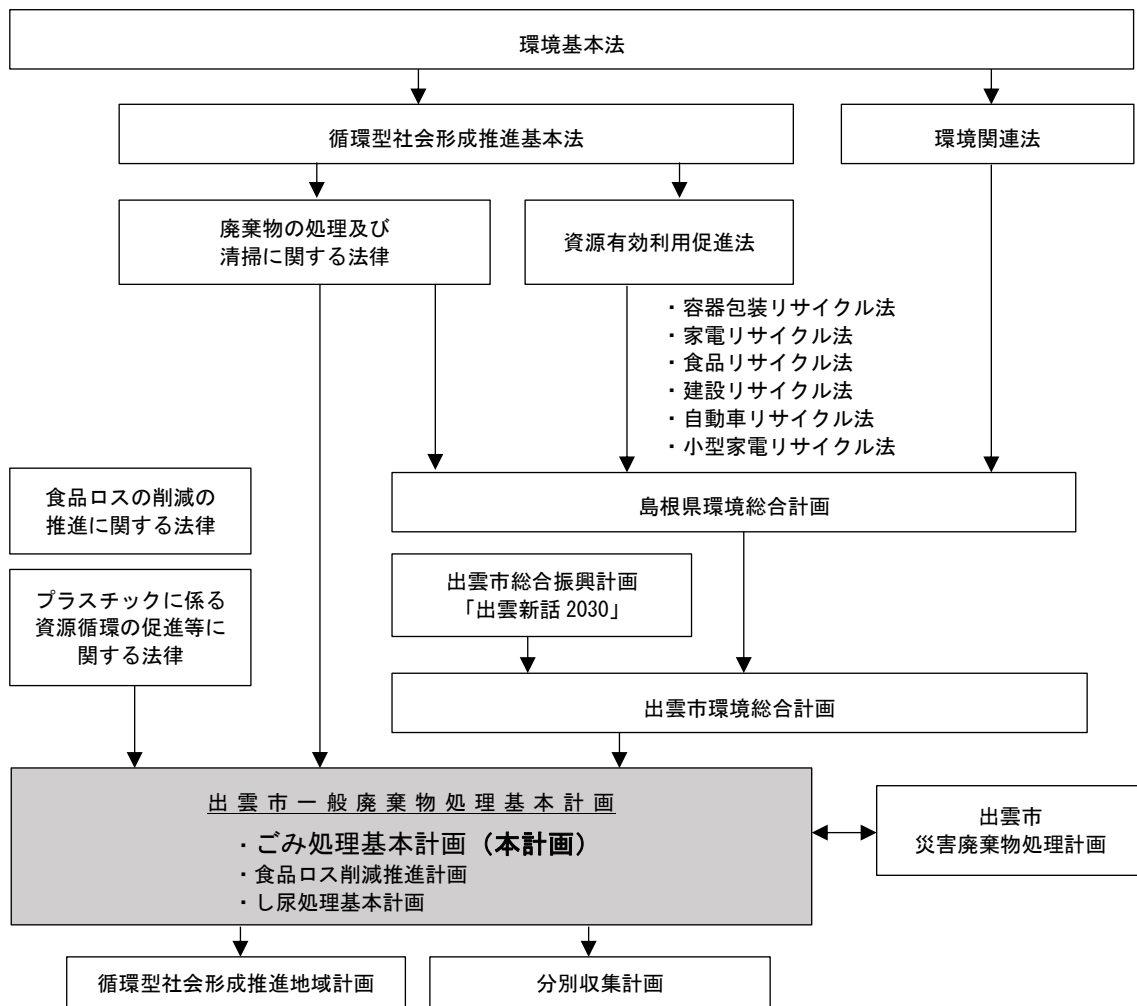 環境基本法
循環型社会形成推進基本法
環境関連法
廃棄物の処理及び
清掃に関する法律
資源有効利用促進法
・容器包装リサイクル法
・家電リサイクル法
・食品リサイクル法
・建設リサイクル法
・自動車リサイクル法
・小型家電リサイクル法
食品ロスの削減の
推進に関する法律
島根県環境総合計画
プラスチックに係る
資源循環の促進等に
関する法律
出雲市総合振興計画
「出雲新話 2030」
出雲市環境総合計画
出雲市一般廃棄物処理基本計画
・ごみ処理基本計画（本計画）
・食品ロス削減推進計画
・し尿処理基本計画
出雲市
災害廃棄物処理計画
循環型社会形成推進地域計画
分別収集計画